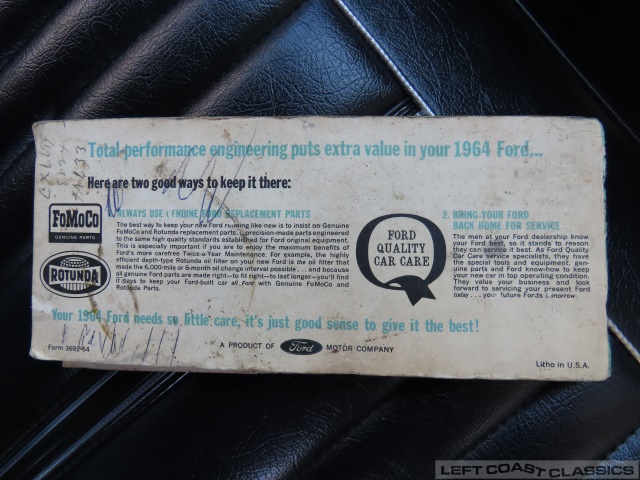 Total performance engineering puts extra value in your 1964 Ford...
Here are two good ways to keep it there:
FoMoCo
GENUINE PARTS
ROTUNDA
ALWAYS USE GENUINE FORD REPLACEMENT PARTS
The best way to keep your new Ford running like new is to insist on Genuine
FoMoCo and Rotunda replacement parts...precision-made parts engineered
to the same high quality standards established for Ford original equipment.
This is especially important if you are to enjoy the maximum benefits of
Ford's more carefree Twice-a-Year Maintenance. For example, the highly
efficient depth-type Rotunda oil filter on your new Ford is the oil filter that
made the 6,000-mile or 6-month oil change interval possible... and because
all genuine Ford parts are made right—to fit right—to last longer—you'll find
it pays to keep your Ford-built car all Ford with Genuine FoMoCo and
Rotunda Parts.
FORD
QUALITY
CAR CARE
2. BRING YOUR FORD
BACK HOME FOR SERVICE
The men at your Ford dealership know
your Ford best, so it stands to reason
they can service it best. As Ford Quality
Car Care service specialists, they have
the special tools and equipment, gen-
uine parts and Ford know-how to keep
your new car in top operating condition.
They value your business and look
forward to servicing your present Ford
today...your future Fords tomorrow.
Your 1964 Ford needs so little care, it's just good sense to give it the best!
Form 3692-64
A PRODUCT OF Ford MOTOR COMPANY
Litho in U.S.A.
LEFT COAST CLASSICS